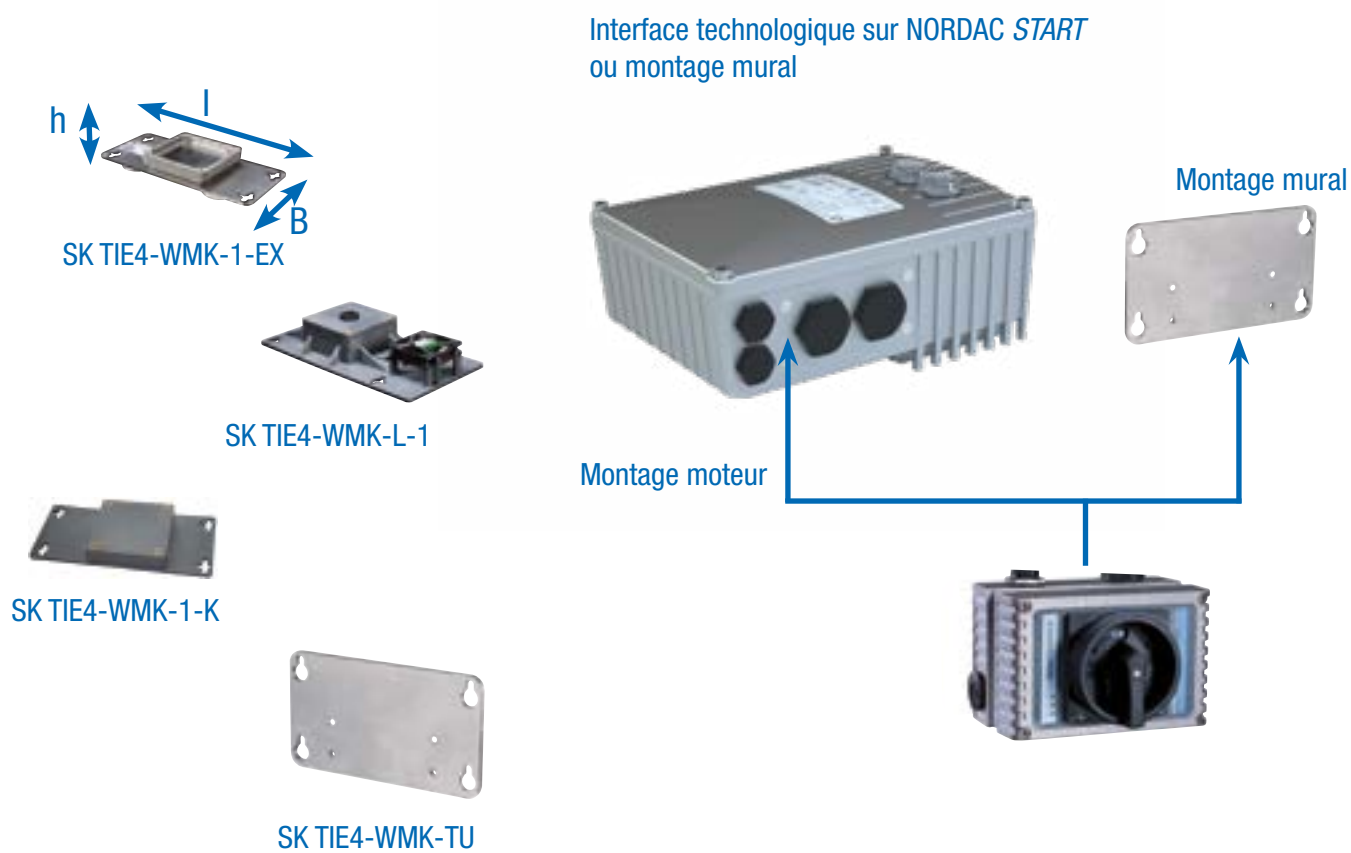 Interface technologique sur NORDAC START
ou montage mural
h
l
B
SK TIE4-WMK-1-EX
Montage mural
SK TIE4-WMK-L-1
Montage moteur
SK TIE4-WMK-1-K
SK TIE4-WMK-TU